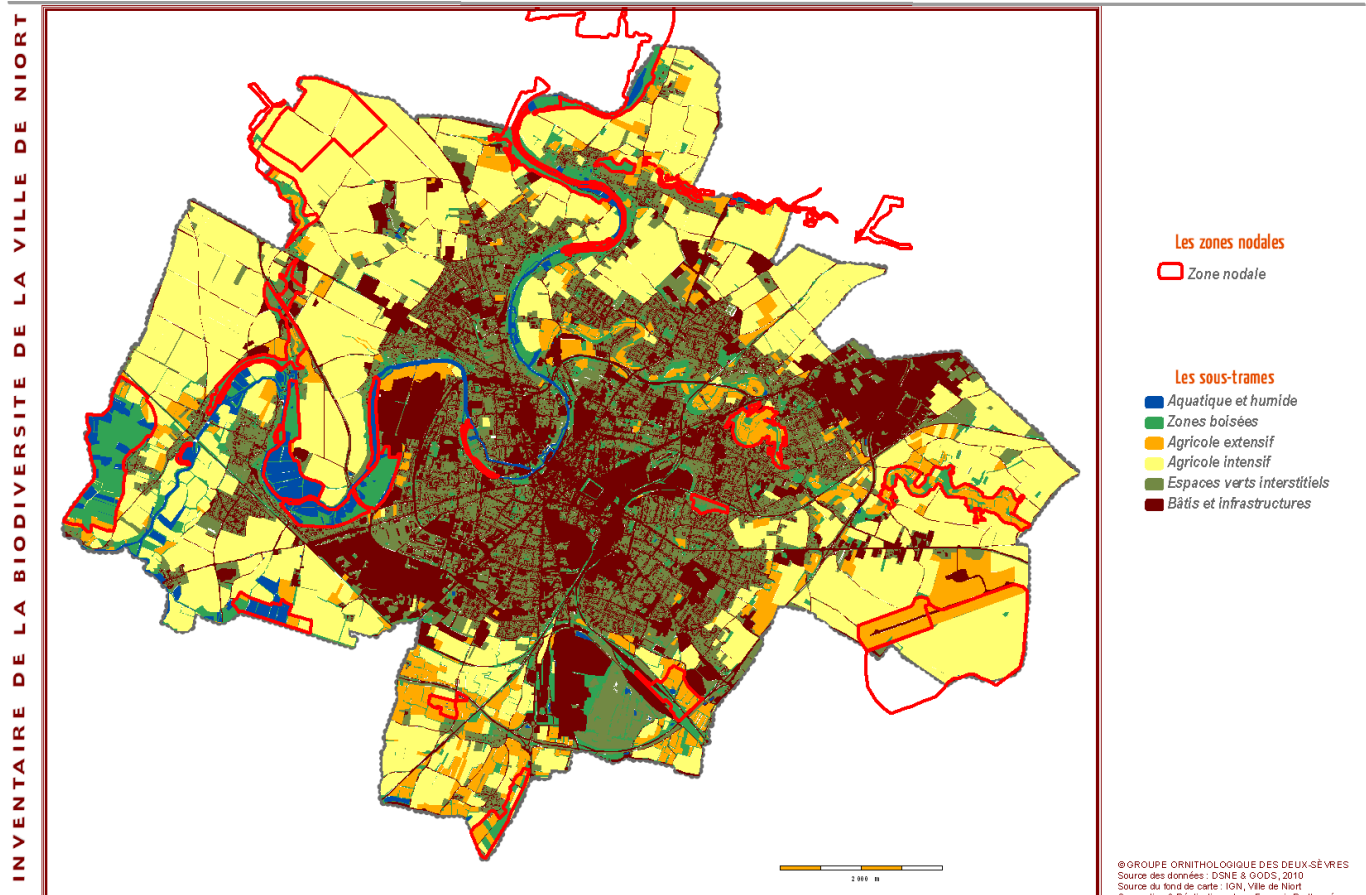 INVENTAIRE DE LA BIODIVERSITE DE LA VILLE DE NIORT
Les zones nodales
Zone nodale
Les sous-trames
Aquatique et humide
Zones boisées
Agricole extensif
Agricole intensif
Espaces verts interstitiels
Bâtis et infrastructures
2 000 m
©GROUPE ORNITHOLOGIQUE DES DEUX-SÈVRES
Source des données : DSNE & GODS, 2010
Source du fond de carte : IGN, Ville de Niort